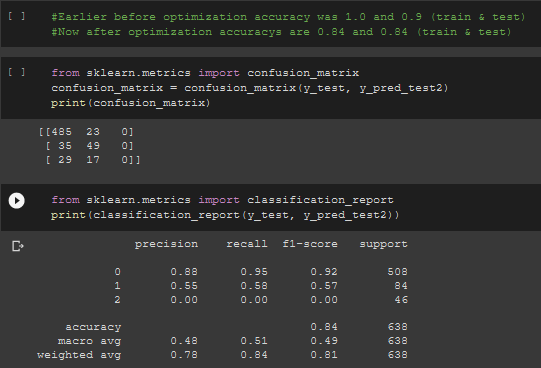 [ ] #Earlier before optimization accuracy was 1.0 and 0.9 (train & test)
#Now after optimization accuracys are 0.84 and 0.84 (train & test)
[ ] from sklearn.metrics import confusion_matrix
confusion_matrix = confusion_matrix(y_test, y_pred_test2)
print(confusion_matrix)
[[485 23 0]
[ 35 49 0]
[ 29 17 0]]
from sklearn.metrics import classification_report
print(classification_report(y_test, y_pred_test2))
precision recall f1-score support
0 0.88 0.95 0.92 508
1 0.55 0.58 0.57 84
2 0.00 0.00 0.00 46
accuracy 0.84 638
macro avg 0.48 0.51 0.49 638
weighted avg 0.78 0.84 0.81 638